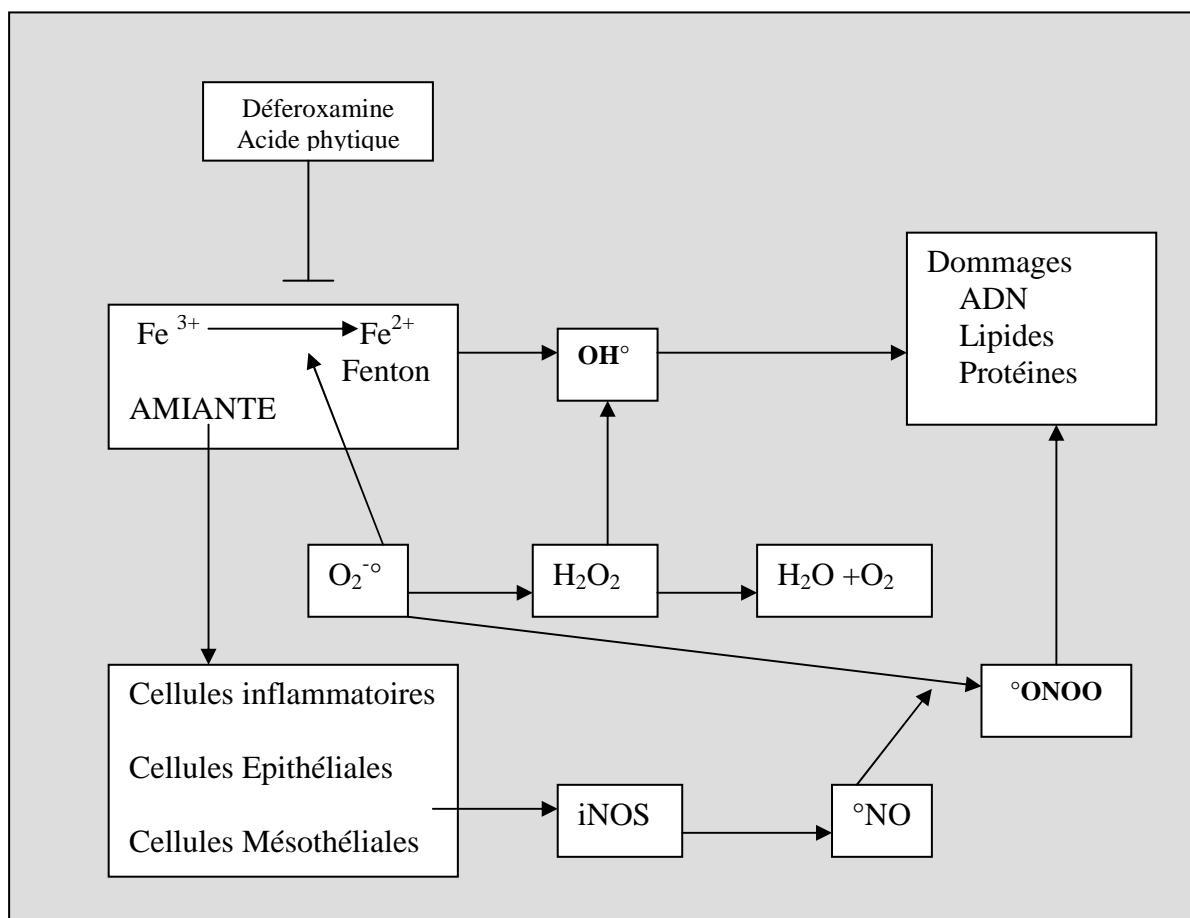 Déferoxamine
Acide phytique
Fe ³⁺ Fe²⁺
Fenton
AMIANTE
OH°
Dommages
ADN
Lipides
Protéines
O₂⁻°
H₂O₂
H₂O +O₂
Cellules inflammatoires
Cellules Epithéliales
Cellules Mésothéliales
°ONOO
iNOS
°NO